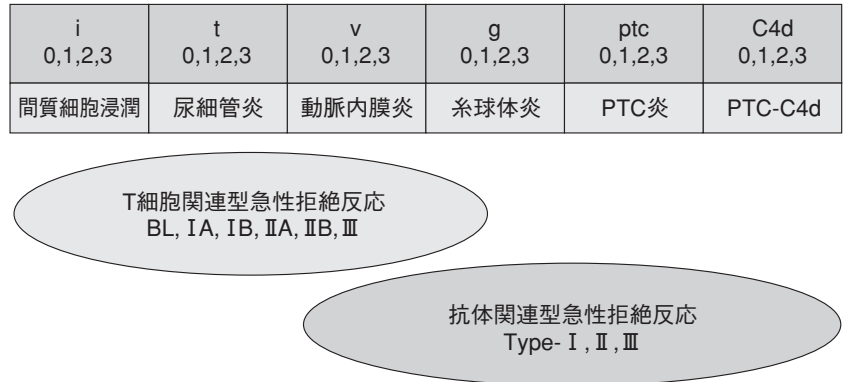 i t v g ptc C4d
0,1,2,3 0,1,2,3 0,1,2,3 0,1,2,3 0,1,2,3 0,1,2,3
間質細胞浸潤 尿細管炎 動脈内膜炎 糸球体炎 PTC炎 PTC-C4d
T細胞関連型急性拒絶反応
BL, ⅠA, ⅠB, ⅡA, ⅡB, Ⅲ
抗体関連型急性拒絶反応
Type-Ⅰ, Ⅱ, Ⅲ